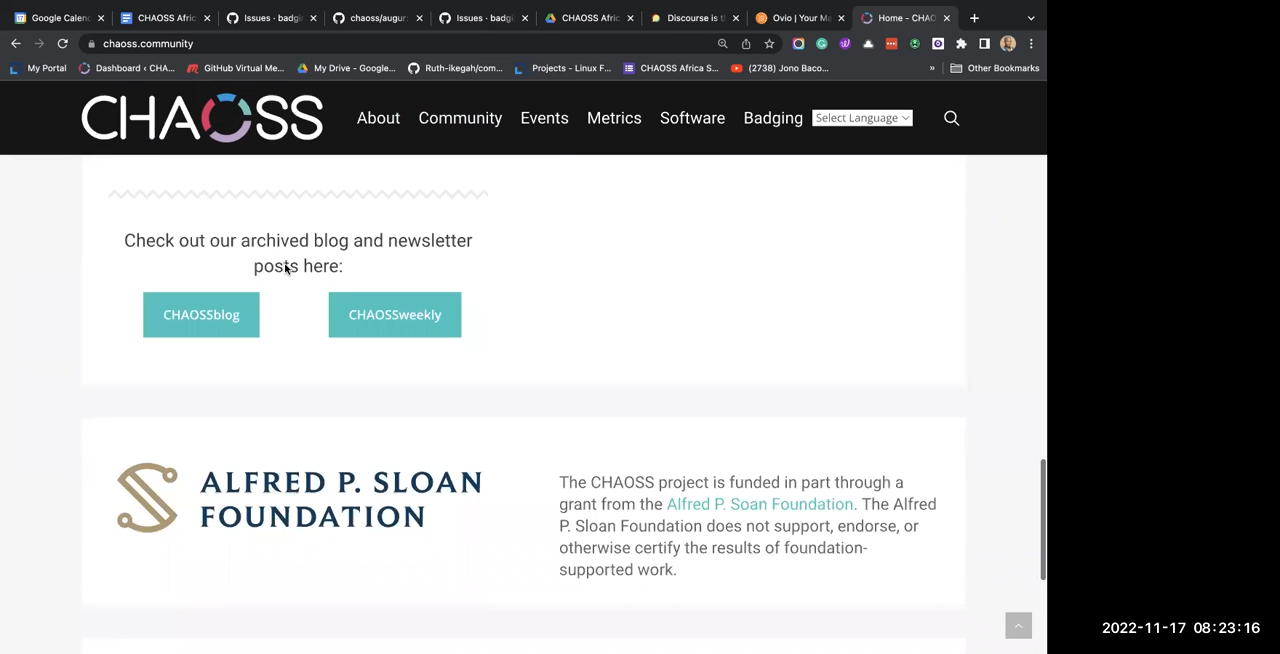 Google Calen
CHAOSS Afric
Issues · badgi
chaoss/augur:
Issues · badgi
CHAOSS Africa
Discourse is t
Ovio | Your Ma
Home - CHAO
chaoss.community
My Portal
Dashboard ‹ CHA...
GitHub Virtual Me...
My Drive - Google...
Ruth-ikegah/com...
Projects - Linux F...
CHAOSS Africa S...
(2738) Jono Baco...
»
Other Bookmarks
CHAOSS
About
Community
Events
Metrics
Software
Badging
Select Language
Check out our archived blog and newsletter
posts here:
CHAOSSblog
CHAOSSweekly
ALFRED P. SLOAN
FOUNDATION
The CHAOSS project is funded in part through a
grant from the Alfred P. Soan Foundation. The Alfred
P. Sloan Foundation does not support, endorse, or
otherwise certify the results of foundation-
supported work.
2022-11-17 08:23:16